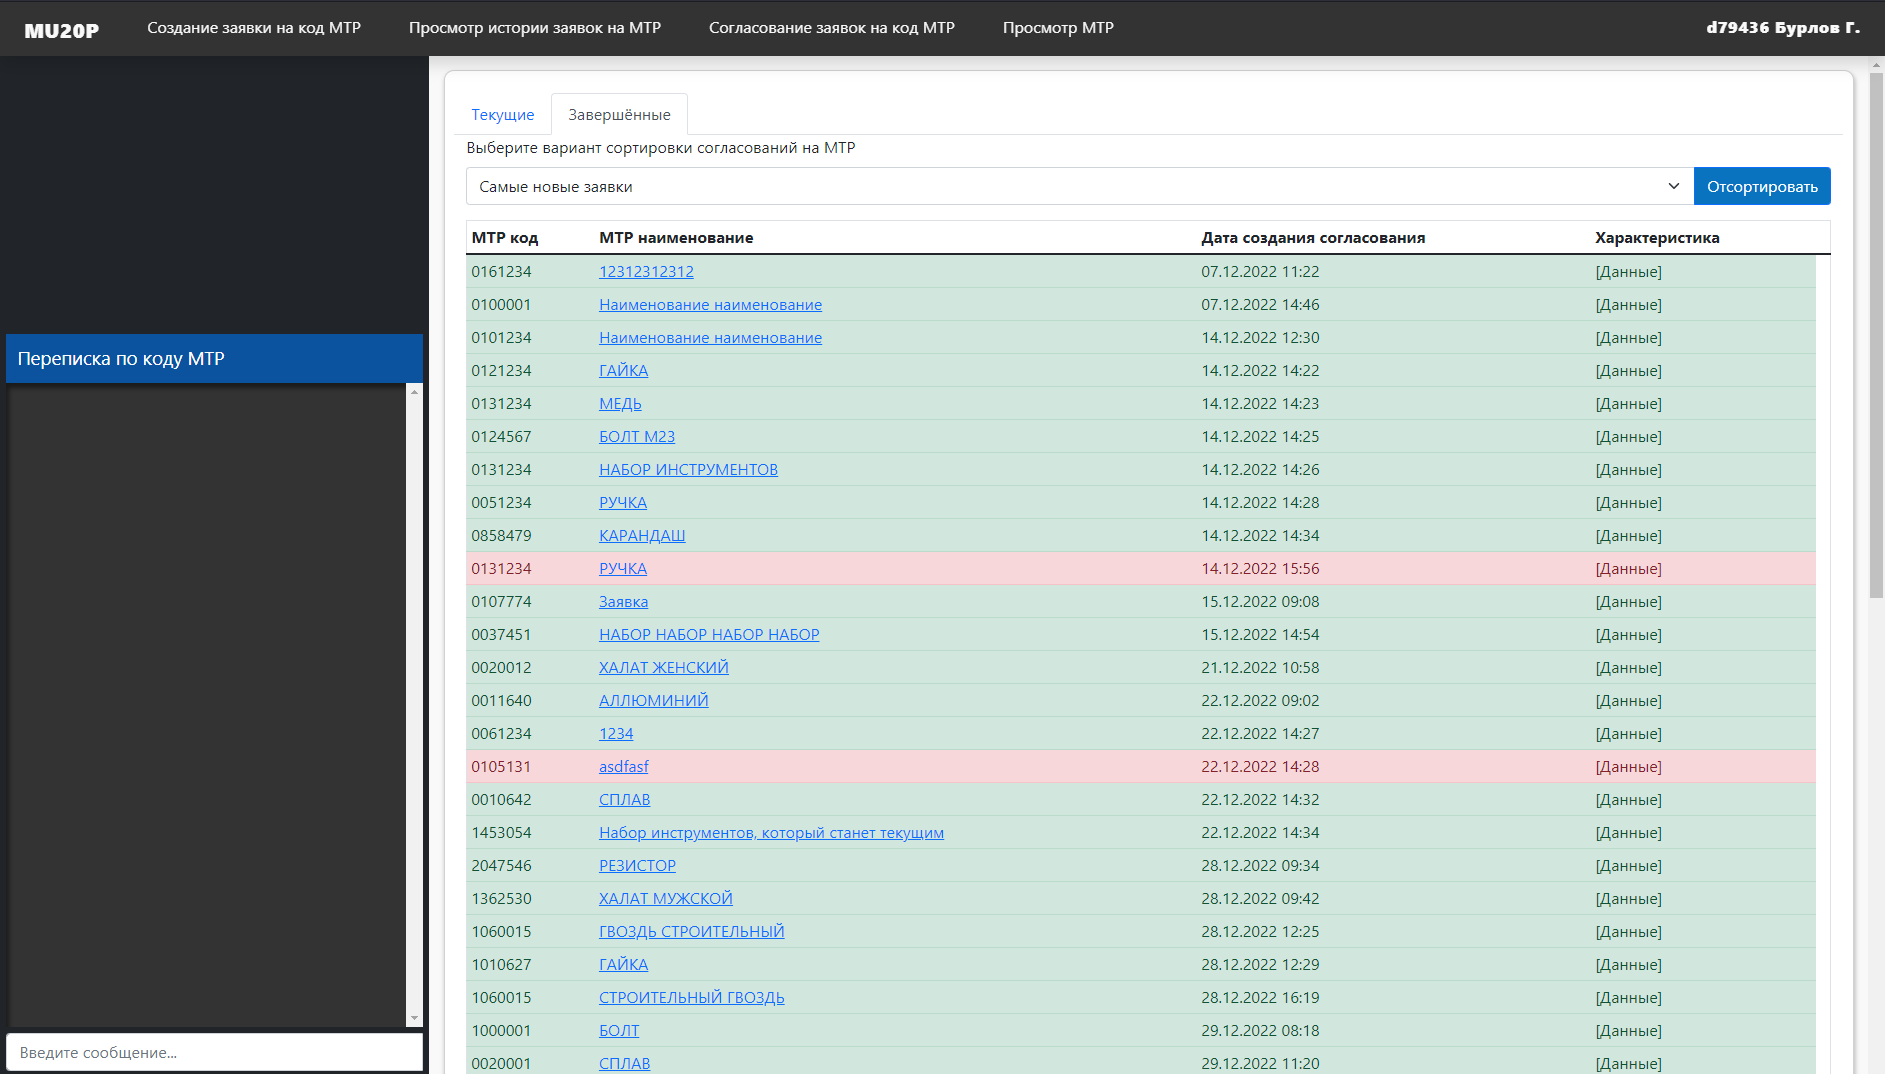 MU20P Создание заявки на код МТР Просмотр истории заявок на МТР Согласование заявок на код МТР Просмотр МТР d79436 Бурлов Г.
Переписка по коду МТР
Введите сообщение...
Текущие Завершённые
Выберите вариант сортировки согласований на МТР
Самые новые заявки Отсортировать
МТР код МТР наименование Дата создания согласования Характеристика
0161234 12312312312 07.12.2022 11:22 [Данные]
0100001 Наименование наименование 07.12.2022 14:46 [Данные]
0101234 Наименование наименование 14.12.2022 12:30 [Данные]
0121234 ГАЙКА 14.12.2022 14:22 [Данные]
0131234 МЕДЬ 14.12.2022 14:23 [Данные]
0124567 БОЛТ М23 14.12.2022 14:25 [Данные]
0131234 НАБОР ИНСТРУМЕНТОВ 14.12.2022 14:26 [Данные]
0051234 РУЧКА 14.12.2022 14:28 [Данные]
0858479 КАРАНДАШ 14.12.2022 14:34 [Данные]
0131234 РУЧКА 14.12.2022 15:56 [Данные]
0107774 Заявка 15.12.2022 09:08 [Данные]
0037451 НАБОР НАБОР НАБОР НАБОР 15.12.2022 14:54 [Данные]
0020012 ХАЛАТ ЖЕНСКИЙ 21.12.2022 10:58 [Данные]
0011640 АЛЛЮМИНИЙ 22.12.2022 09:02 [Данные]
0061234 1234 22.12.2022 14:27 [Данные]
0105131 asdfasf 22.12.2022 14:28 [Данные]
0010642 СПЛАВ 22.12.2022 14:32 [Данные]
1453054 Набор инструментов, который станет текущим 22.12.2022 14:34 [Данные]
2047546 РЕЗИСТОР 28.12.2022 09:34 [Данные]
1362530 ХАЛАТ МУЖСКОЙ 28.12.2022 09:42 [Данные]
1060015 ГВОЗДЬ СТРОИТЕЛЬНЫЙ 28.12.2022 12:25 [Данные]
1010627 ГАЙКА 28.12.2022 12:29 [Данные]
1060015 СТРОИТЕЛЬНЫЙ ГВОЗДЬ 28.12.2022 16:19 [Данные]
1000001 БОЛТ 29.12.2022 08:18 [Данные]
0020001 СПЛАВ 29.12.2022 11:20 [Данные]